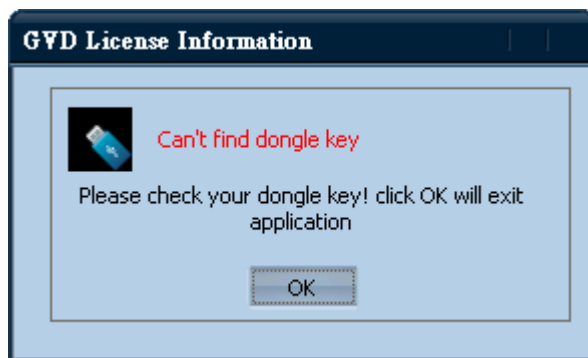 GVD License Information
Can't find dongle key
Please check your dongle key! click OK will exit
application
OK